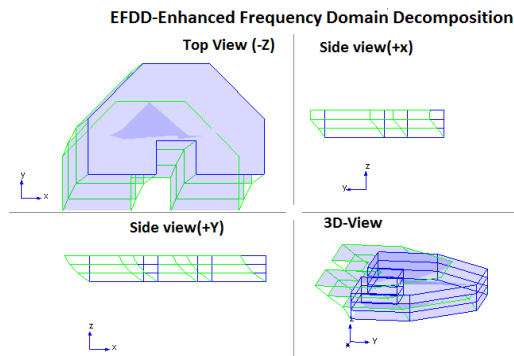 EFDD-Enhanced Frequency Domain Decomposition
Top View (-Z)
Side view(+x)
y
x
z
y
Side view(+Y)
3D-View
z
x
z
x
y